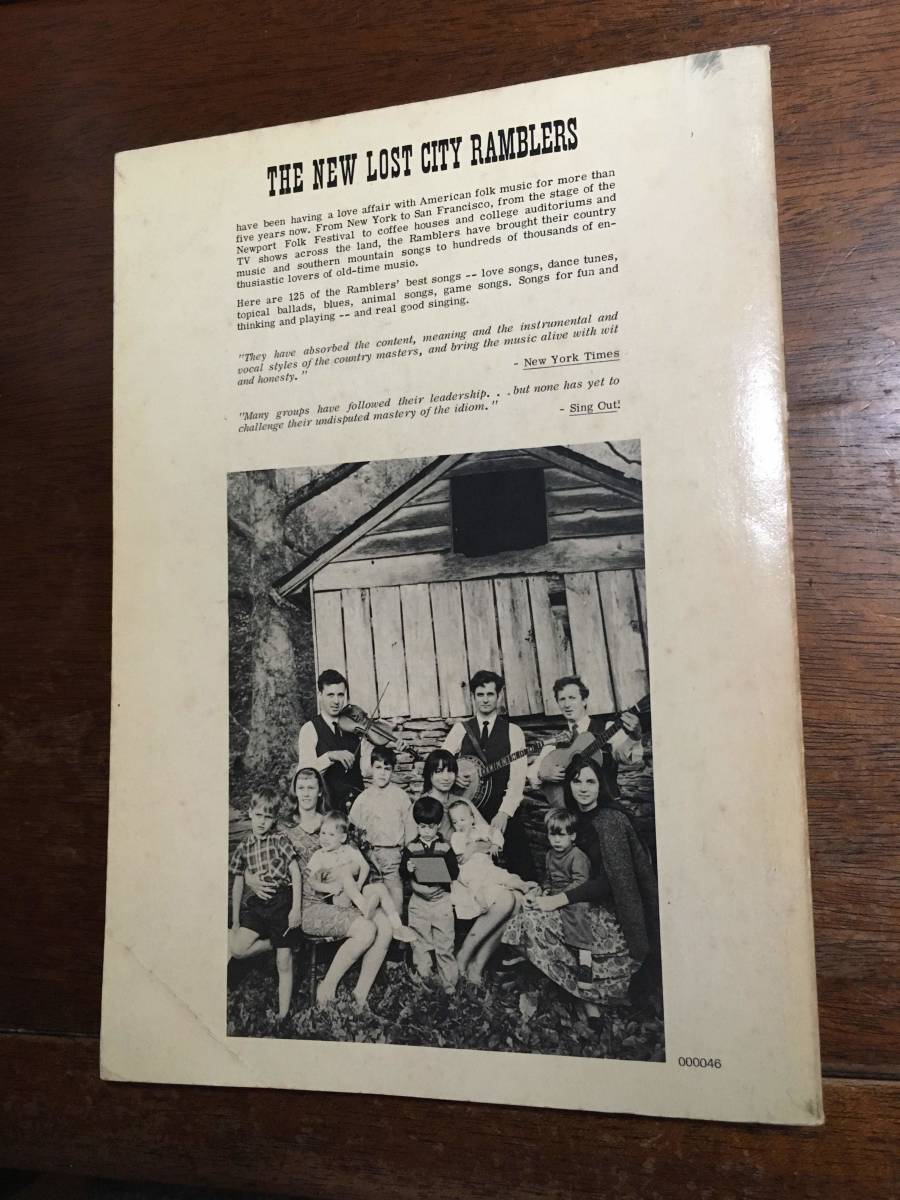 THE NEW LOST CITY RAMBLERS
have been having a love affair with American folk music for more than
five years now. From New York to San Francisco, from the stage of the
Newport Folk Festival to coffee houses and college auditoriums and
TV shows across the land, the Ramblers have brought their country
music and southern mountain songs to hundreds of thousands of en-
thusiastic lovers of old-time music.
Here are 125 of the Ramblers' best songs -- love songs, dance tunes,
topical ballads, blues, animal songs, game songs. Songs for fun and
thinking and playing -- and real good singing.
"They have absorbed the content, meaning and the instrumental and
vocal styles of the country masters, and bring the music alive with wit
and honesty."
- New York Times
"Many groups have followed their leadership. . .but none has yet to
challenge their undisputed mastery of the idiom."
- Sing Out!
000046